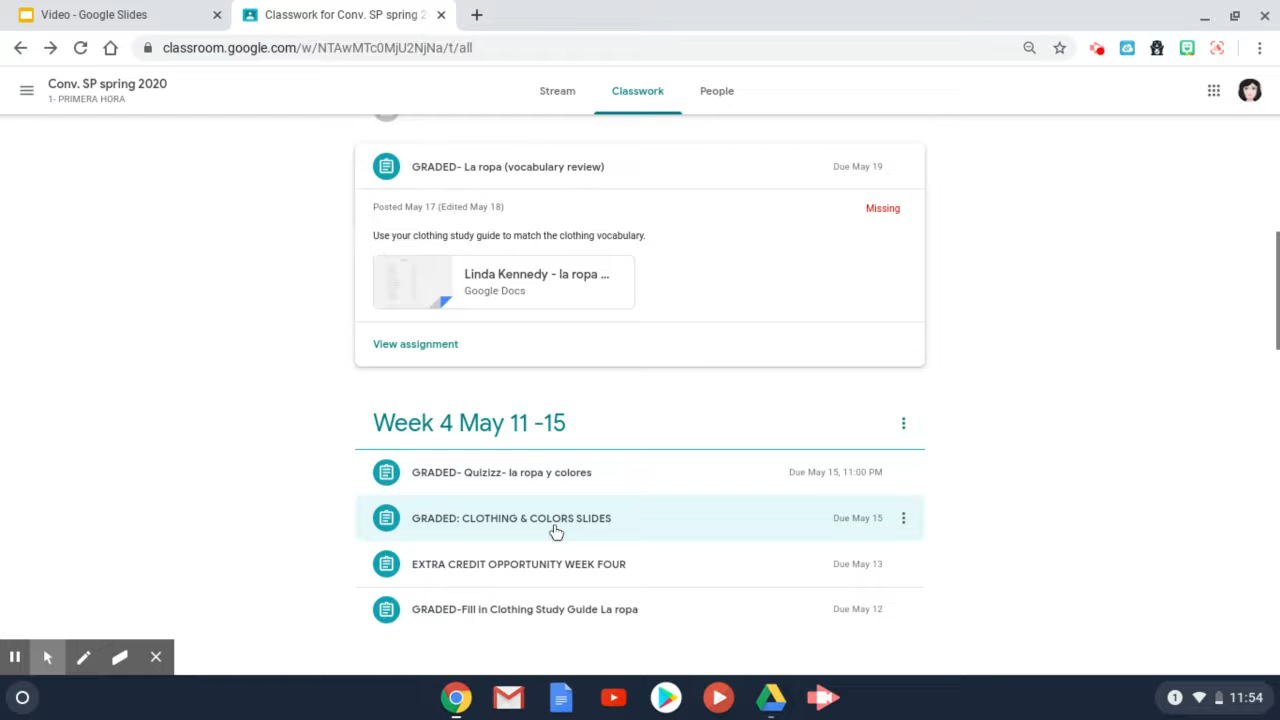 Video - Google Slides
Classwork for Conv. SP spring 2
classroom.google.com/w/NTAwMTc0MjU2NjNa/t/all
Conv. SP spring 2020
1- PRIMERA HORA
Stream
Classwork
People
GRADED- La ropa (vocabulary review)
Due May 19
Posted May 17 (Edited May 18)
Missing
Use your clothing study guide to match the clothing vocabulary.
Linda Kennedy - la ropa ...
Google Docs
View assignment
Week 4 May 11 -15
GRADED- Quizizz- la ropa y colores
Due May 15, 11:00 PM
GRADED: CLOTHING & COLORS SLIDES
Due May 15
EXTRA CREDIT OPPORTUNITY WEEK FOUR
Due May 13
GRADED-Fill in Clothing Study Guide La ropa
Due May 12
1
11:54